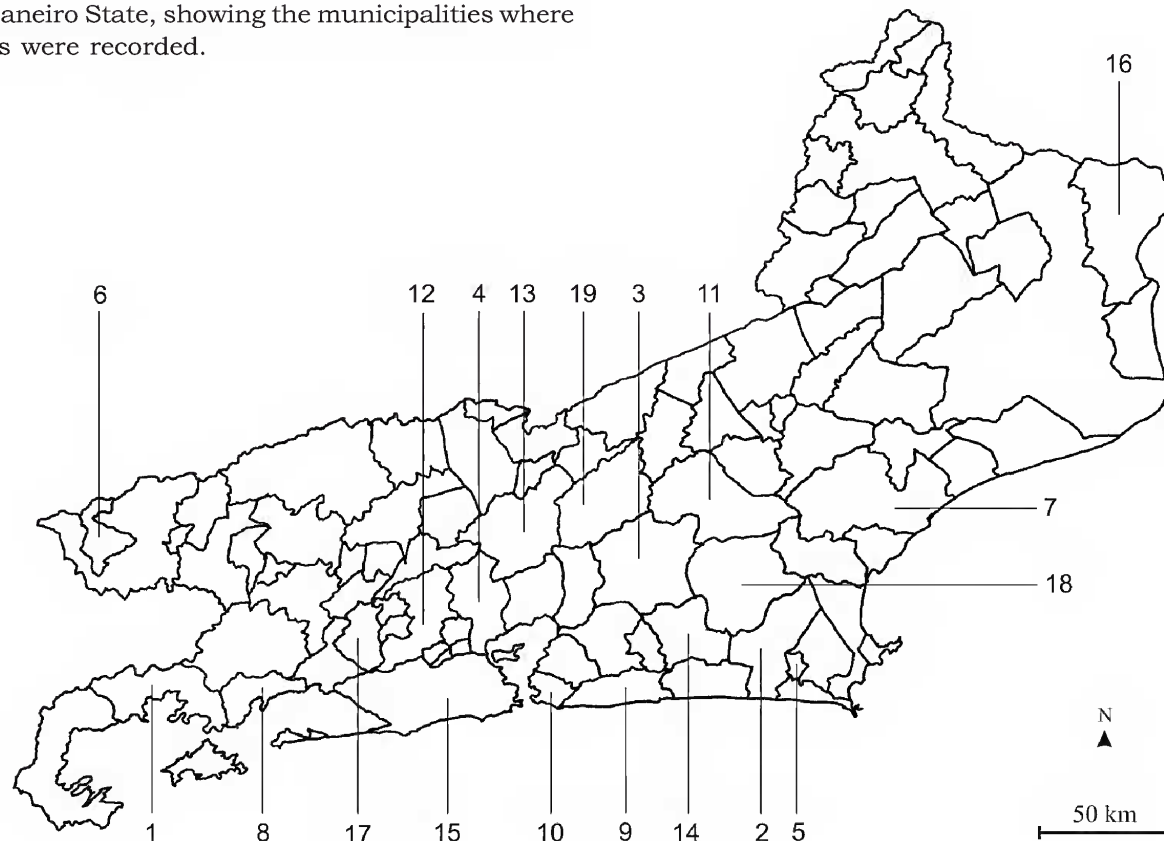 aneiro State, showing the municipalities where
s were recorded.
16
6 12 4 13 19 3 11
7
18
N
50 km
1 8 17 15 10 9 14 2 5